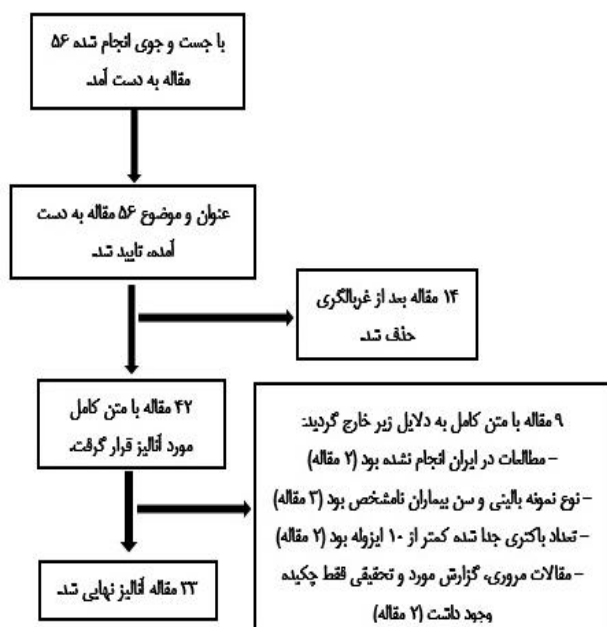 با جست و جوی انجام شده ۵۶
مقاله به دست آمد.
عنوان و موضوع ۵۶ مقاله به دست
آمده، تایید شد.
۱۴ مقاله بعد از غربالگری
حذف شد.
۴۲ مقاله با متن کامل
مورد آنالیز قرار گرفت.
۹ مقاله با متن کامل به دلایل زیر خارج گردید:
- مطالعات در ایران انجام نشده بود (۲ مقاله)
- نوع نمونه بالینی و سن بیماران نامشخص بود (۳ مقاله)
- تعداد باکتری جدا شده کمتر از ۱۰ ایزوله بود (۲ مقاله)
- مقالات مروری، گزارش مورد و تحقیقی فقط چکیده
وجود داشت (۲ مقاله)
۳۳ مقاله آنالیز نهایی شد.